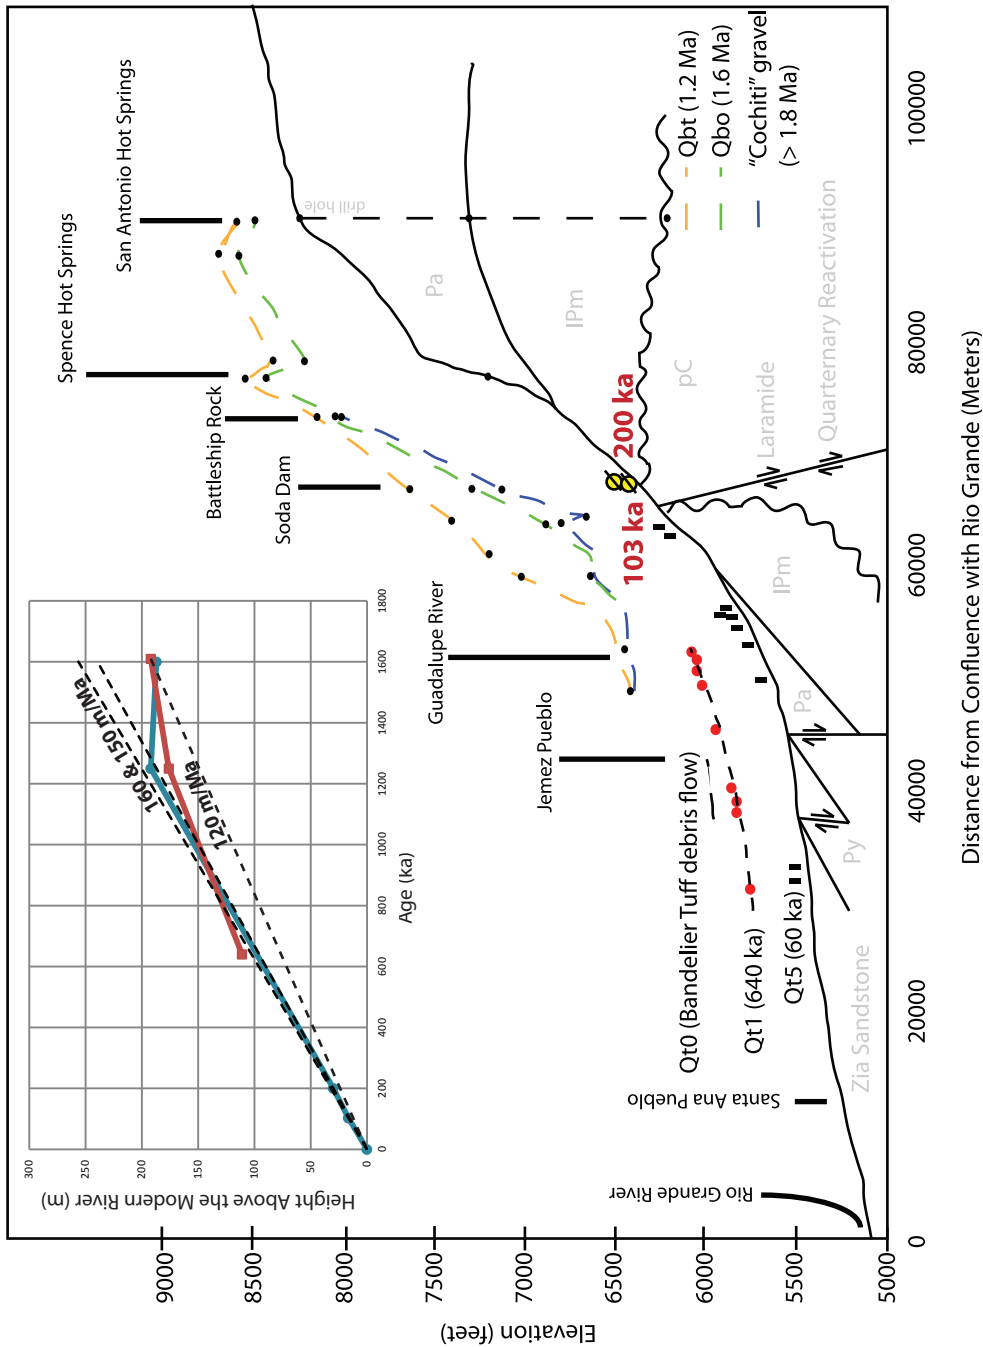 San Antonio Hot Springs
Spence Hot Springs
Battleship Rock
Soda Dam
Guadalupe River
Jemez Pueblo
drill hole
Pa
IPm
pC
Laramide
Quarternary Reactivation
Qbt (1.2 Ma)
Qbo (1.6 Ma)
"Cochiti" gravel
(> 1.8 Ma)
200 ka
103 ka
IPm
Pa
Py
Zia Sandstone
Qt0 (Bandelier Tuff debris flow)
Qt1 (640 ka)
Qt5 (60 ka)
Santa Ana Pueblo
Rio Grande River
160 & 150 m/Ma
120 m/Ma
Height Above the Modern River (m)
300
250
200
150
100
50
0
Age (ka)
0
200
400
600
800
1000
1200
1400
1600
1800
Elevation (feet)
9000
8500
8000
7500
7000
6500
6000
5500
5000
Distance from Confluence with Rio Grande (Meters)
0
20000
40000
60000
80000
100000